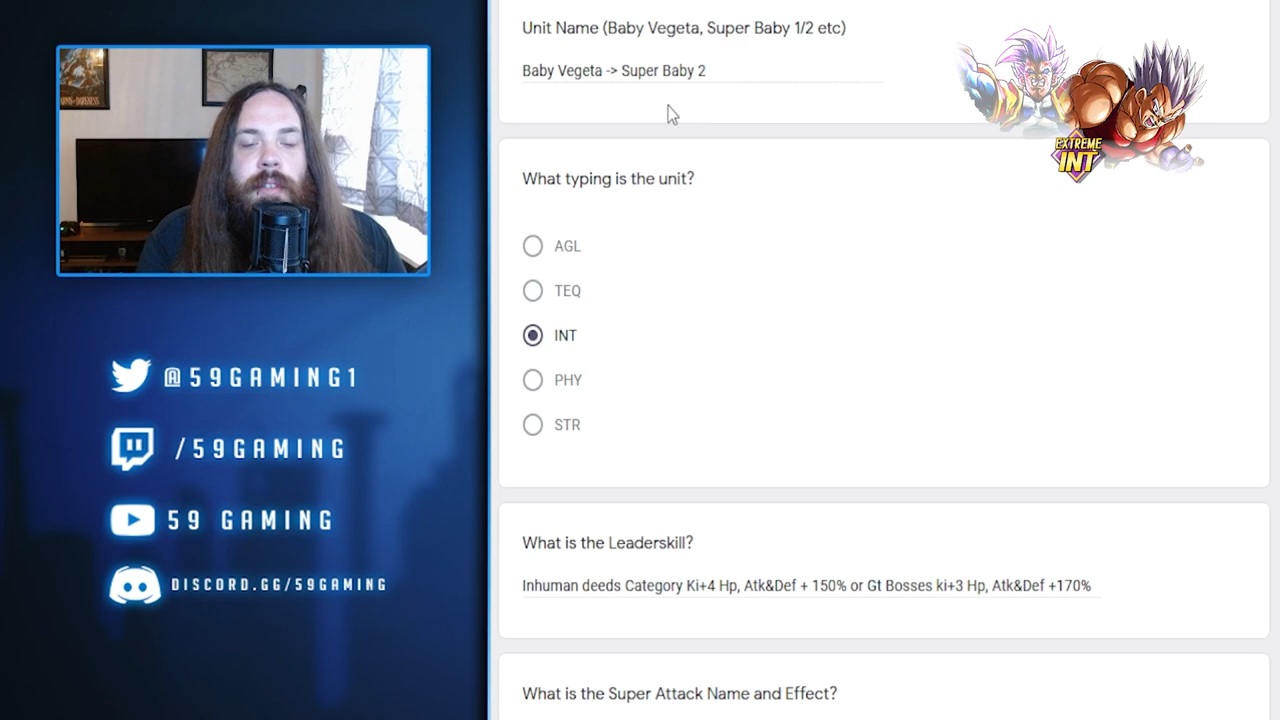 Unit Name (Baby Vegeta, Super Baby 1/2 etc)
Baby Vegeta -> Super Baby 2
EXTREME
INT
What typing is the unit?
AGL
TEQ
INT
PHY
STR
What is the Leaderskill?
Inhuman deeds Category Ki+4 Hp, Atk&Def + 150% or Gt Bosses ki+3 Hp, Atk&Def +170%
What is the Super Attack Name and Effect?
@59GAMING1
/59GAMING
59 GAMING
DISCORD.GG/59GAMING